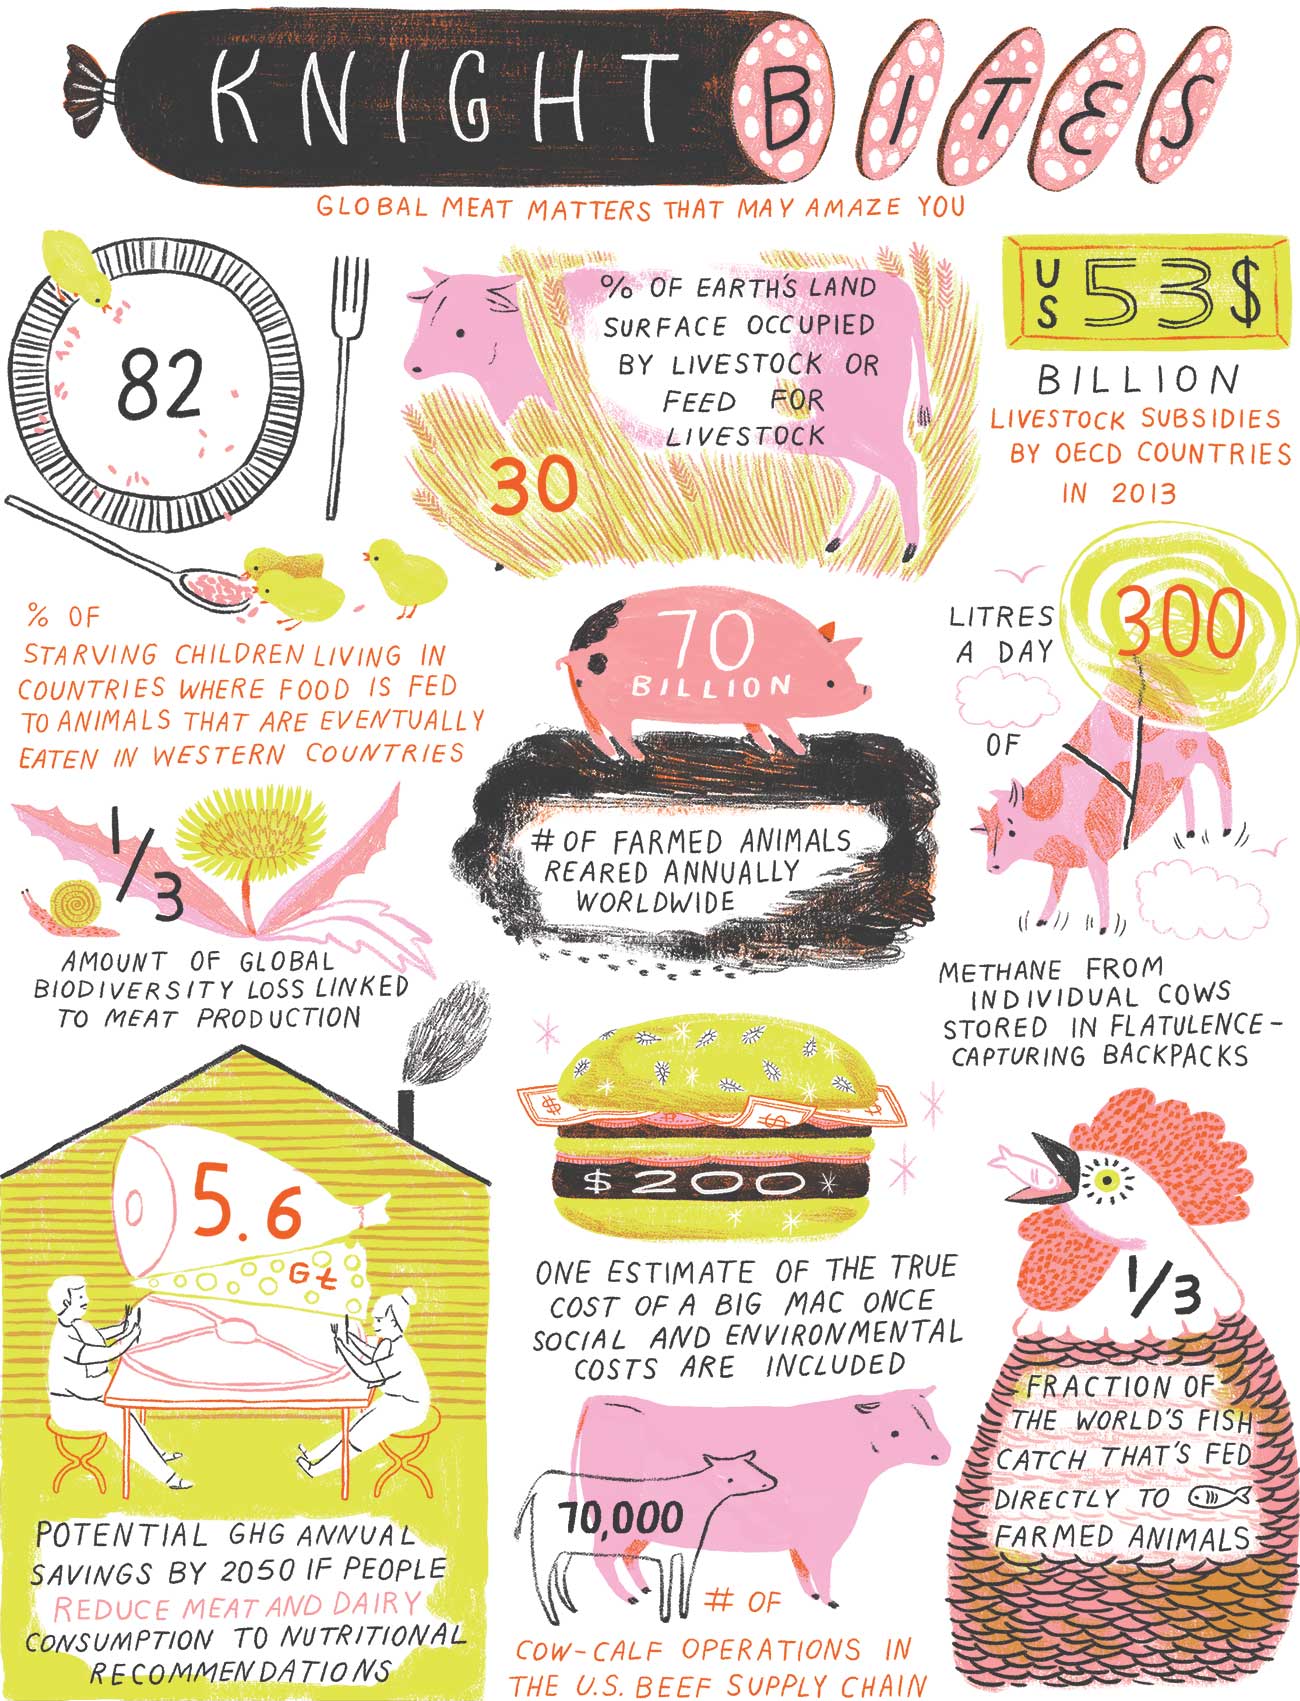 KNIGHT BITES
GLOBAL MEAT MATTERS THAT MAY AMAZE YOU
82
% OF
STARVING CHILDREN LIVING IN
COUNTRIES WHERE FOOD IS FED
TO ANIMALS THAT ARE EVENTUALLY
EATEN IN WESTERN COUNTRIES
% OF EARTH'S LAND
SURFACE OCCUPIED
BY LIVESTOCK OR
FEED FOR
LIVESTOCK
30
US 53 $
BILLION
LIVESTOCK SUBSIDIES
BY OECD COUNTRIES
IN 2013
70
BILLION
# OF FARMED ANIMALS
REARED ANNUALLY
WORLDWIDE
300
LITRES
A DAY
OF
METHANE FROM
INDIVIDUAL COWS
STORED IN FLATULENCE-
CAPTURING BACKPACKS
1/3
AMOUNT OF GLOBAL
BIODIVERSITY LOSS LINKED
TO MEAT PRODUCTION
5.6
Gt
POTENTIAL GHG ANNUAL
SAVINGS BY 2050 IF PEOPLE
REDUCE MEAT AND DAIRY
CONSUMPTION TO NUTRITIONAL
RECOMMENDATIONS
$ $
$200
ONE ESTIMATE OF THE TRUE
COST OF A BIG MAC ONCE
SOCIAL AND ENVIRONMENTAL
COSTS ARE INCLUDED
70,000
# OF
COW-CALF OPERATIONS IN
THE U.S. BEEF SUPPLY CHAIN
1/3
FRACTION OF
THE WORLD'S FISH
CATCH THAT'S FED
DIRECTLY TO
FARMED ANIMALS